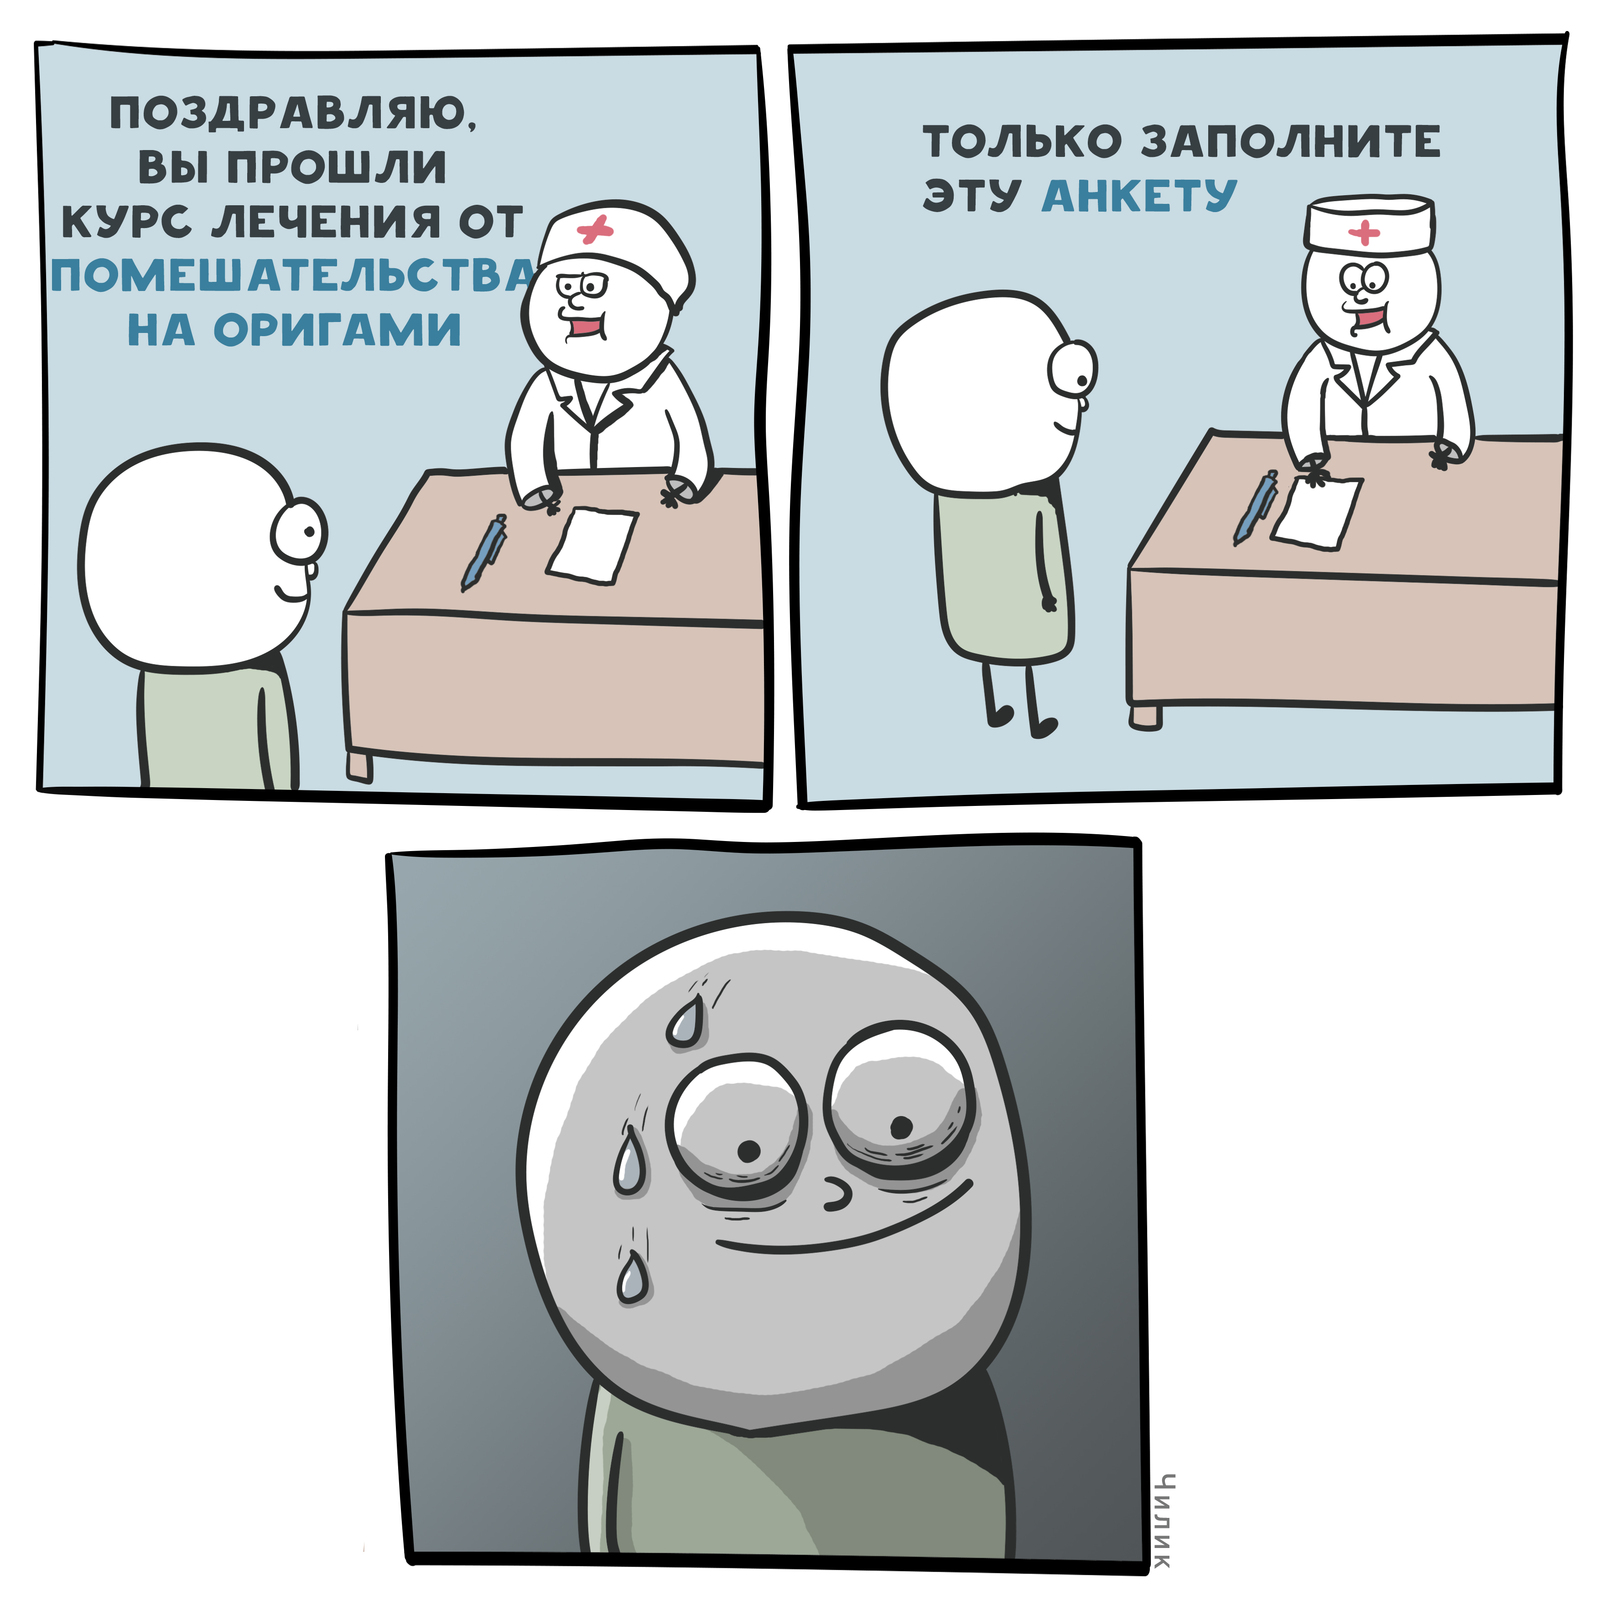 ПОЗДРАВЛЯЮ,
ВЫ ПРОШЛИ
КУРС ЛЕЧЕНИЯ ОТ
ПОМЕШАТЕЛЬСТВА
НА ОРИГАМИ
ТОЛЬКО ЗАПОЛНИТЕ
ЭТУ АНКЕТУ
Чилик